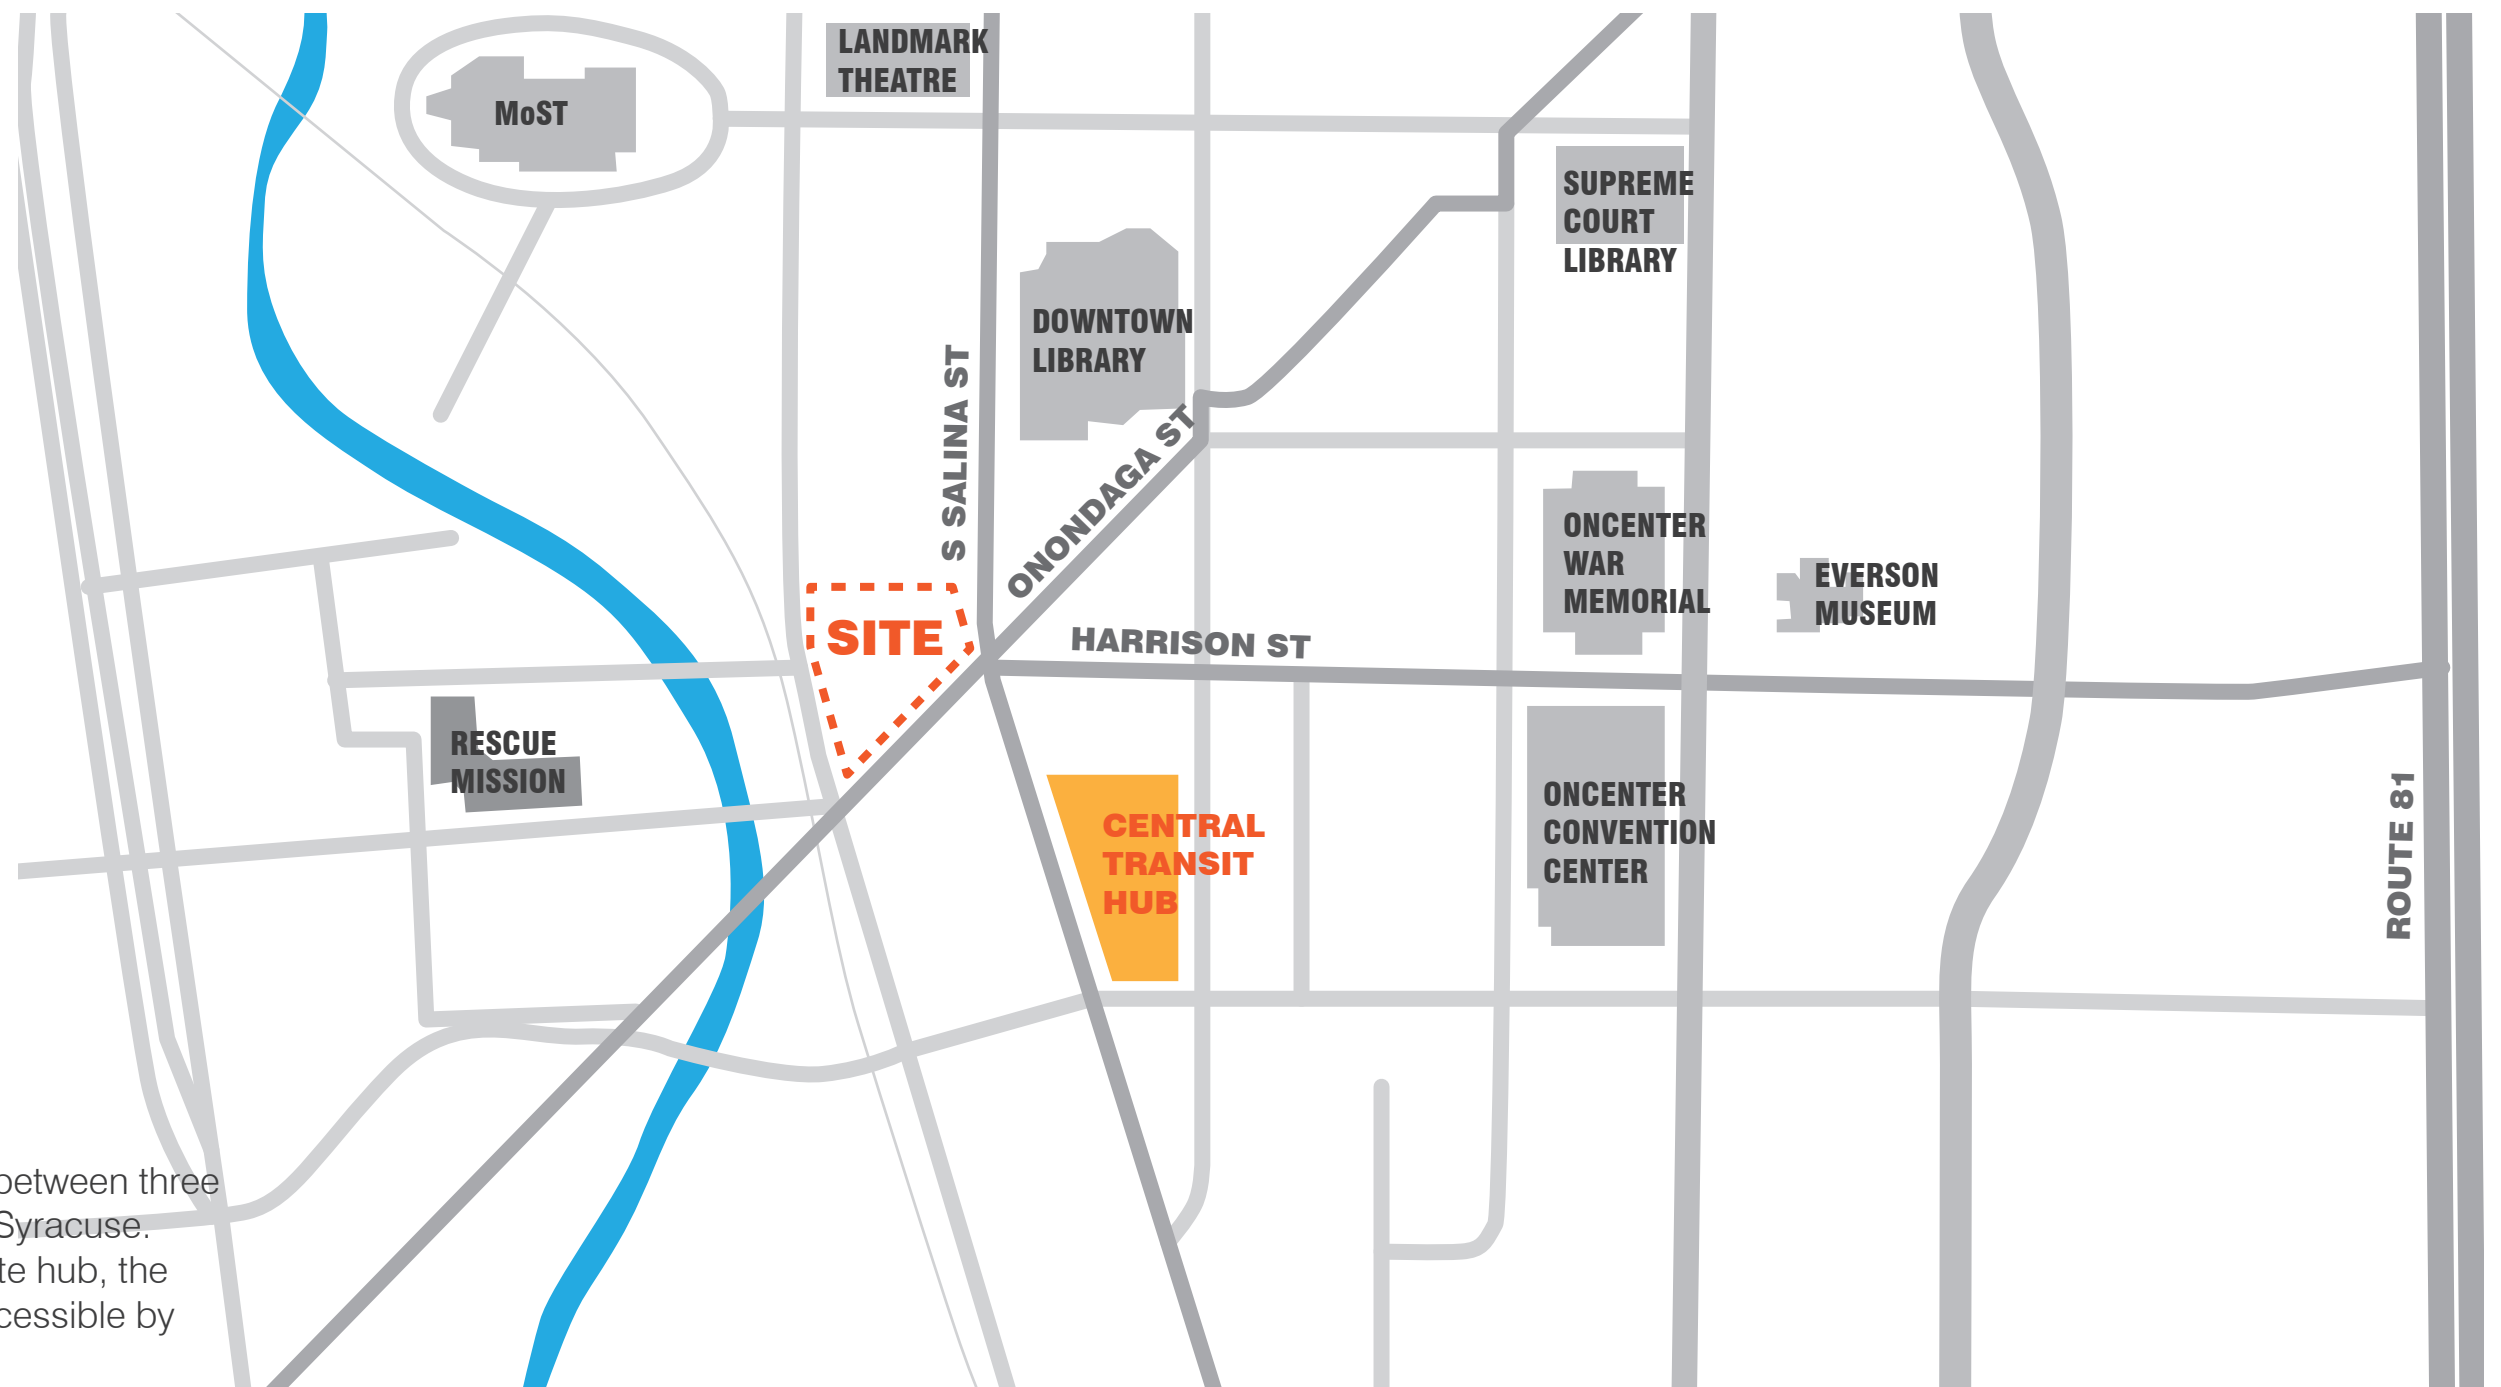 LANDMARK
THEATRE
MoST
SUPREME
COURT
LIBRARY
DOWNTOWN
LIBRARY
S SALINA ST
ONONDAGA ST
ONCENTER
WAR
MEMORIAL
EVERSON
MUSEUM
SITE
HARRISON ST
RESCUE
MISSION
CENTRAL
TRANSIT
HUB
ONCENTER
CONVENTION
CENTER
ROUTE 81
between three
Syracuse.
te hub, the
cessible by